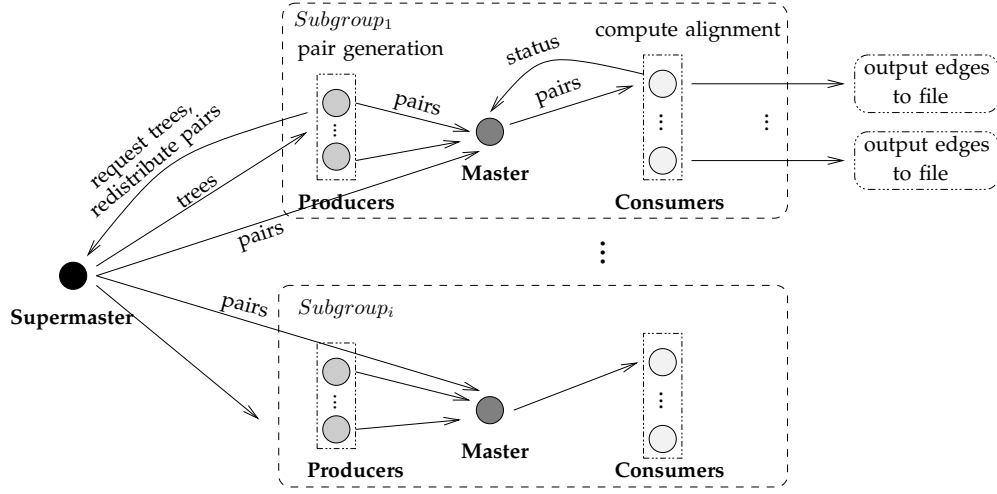 Subgroup₁
pair generation
status
compute alignment
pairs
pairs
output edges
to file
request trees,
redistribute pairs
trees
pairs
...
...
...
Master
output edges
to file
Producers
Consumers
...
Supermaster
pairs
Subgroupᵢ
...
...
Master
Producers
Consumers